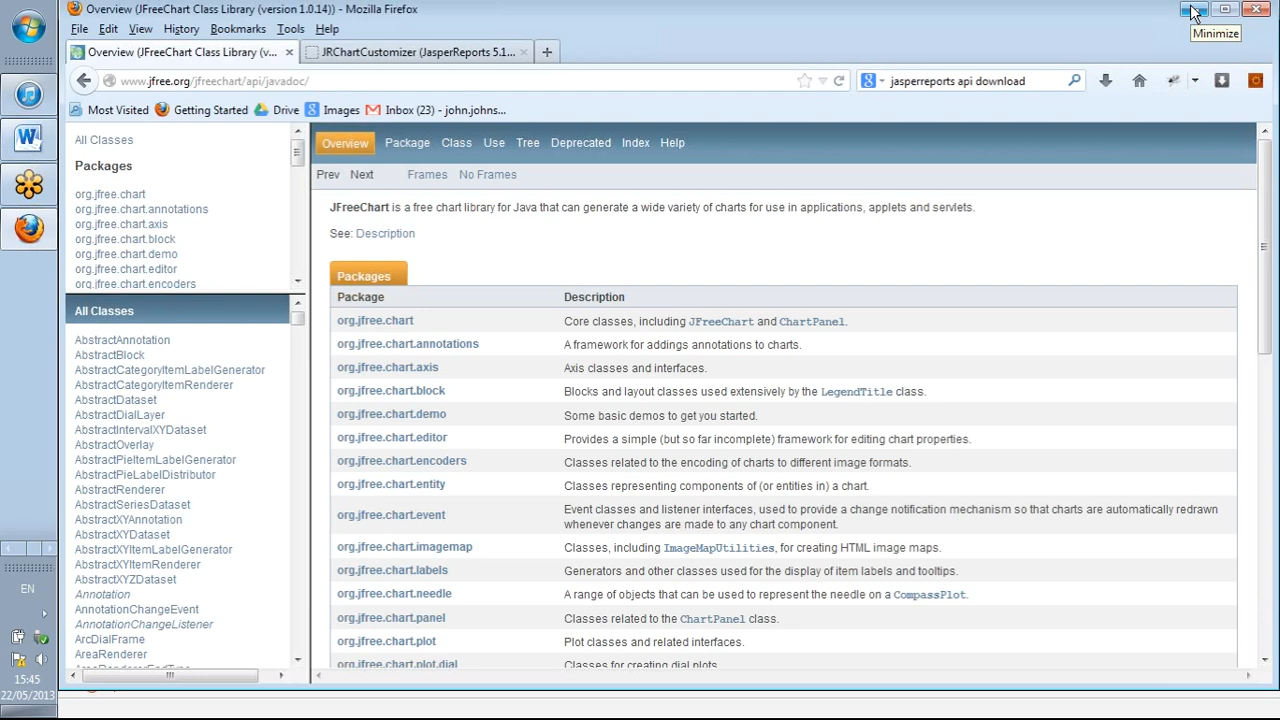 Overview (JFreeChart Class Library (version 1.0.14)) - Mozilla Firefox
Minimize
File Edit View History Bookmarks Tools Help
Overview (JFreeChart Class Library (v... JRChartCustomizer (JasperReports 5.1...
www.jfree.org/jfreechart/api/javadoc/ jasperreports api download
Most Visited Getting Started Drive Images Inbox (23) - john.johns...
All Classes
Packages
org.jfree.chart
org.jfree.chart.annotations
org.jfree.chart.axis
org.jfree.chart.block
org.jfree.chart.demo
org.jfree.chart.editor
org.jfree.chart.encoders
All Classes
AbstractAnnotation
AbstractBlock
AbstractCategoryItemLabelGenerator
AbstractCategoryItemRenderer
AbstractDataset
AbstractDialLayer
AbstractIntervalXYDataset
AbstractOverlay
AbstractPieItemLabelGenerator
AbstractPieLabelDistributor
AbstractRenderer
AbstractSeriesDataset
AbstractXYAnnotation
AbstractXYDataset
AbstractXYItemLabelGenerator
AbstractXYItemRenderer
AbstractXYZDataset
Annotation
AnnotationChangeEvent
AnnotationChangeListener
ArcDialFrame
AreaRenderer
AreaRendererEndType
Overview Package Class Use Tree Deprecated Index Help
Prev Next Frames No Frames
JFreeChart is a free chart library for Java that can generate a wide variety of charts for use in applications, applets and servlets.
See: Description
Packages
Package Description
org.jfree.chart Core classes, including JFreeChart and ChartPanel.
org.jfree.chart.annotations A framework for addings annotations to charts.
org.jfree.chart.axis Axis classes and interfaces.
org.jfree.chart.block Blocks and layout classes used extensively by the LegendTitle class.
org.jfree.chart.demo Some basic demos to get you started.
org.jfree.chart.editor Provides a simple (but so far incomplete) framework for editing chart properties.
org.jfree.chart.encoders Classes related to the encoding of charts to different image formats.
org.jfree.chart.entity Classes representing components of (or entities in) a chart.
org.jfree.chart.event Event classes and listener interfaces, used to provide a change notification mechanism so that charts are automatically redrawn
whenever changes are made to any chart component.
org.jfree.chart.imagemap Classes, including ImageMapUtilities, for creating HTML image maps.
org.jfree.chart.labels Generators and other classes used for the display of item labels and tooltips.
org.jfree.chart.needle A range of objects that can be used to represent the needle on a CompassPlot.
org.jfree.chart.panel Classes related to the ChartPanel class.
org.jfree.chart.plot Plot classes and related interfaces.
org.jfree.chart.plot.dial Classes for creating dial plots.
EN
15:45
22/05/2013